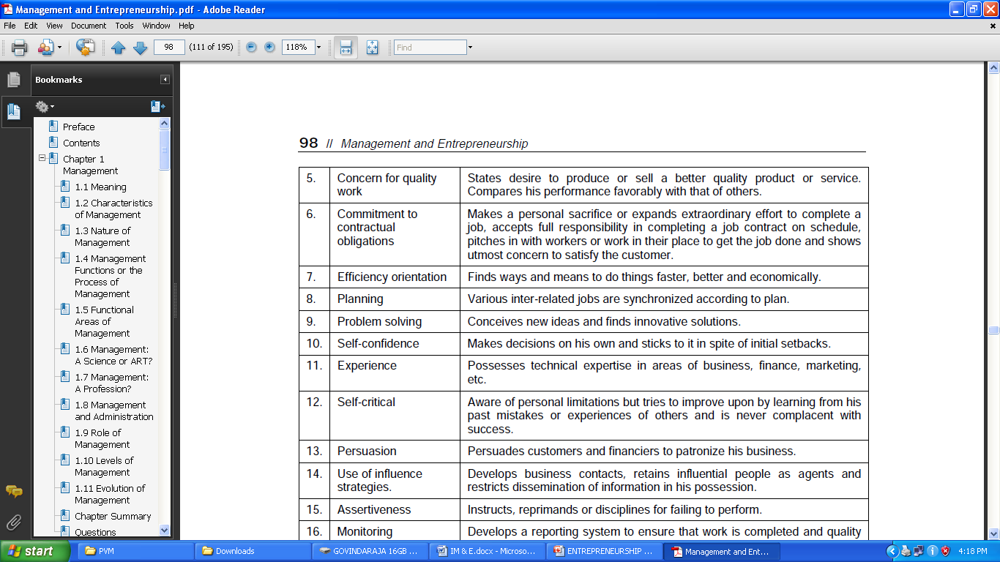 Management and Entrepreneurship.pdf - Adobe Reader
File Edit View Document Tools Window Help
98 (111 of 195) 118% Find
Bookmarks
Preface
Contents
Chapter 1
Management
1.1 Meaning
1.2 Characteristics
of Management
1.3 Nature of
Management
1.4 Management
Functions or the
Process of
Management
1.5 Functional
Areas of
Management
1.6 Management:
A Science or ART?
1.7 Management:
A Profession?
1.8 Management
and Administration
1.9 Role of
Management
1.10 Levels of
Management
1.11 Evolution of
Management
Chapter Summary
Questions
98 // Management and Entrepreneurship
5. Concern for quality States desire to produce or sell a better quality product or service.
work Compares his performance favorably with that of others.
6. Commitment to Makes a personal sacrifice or expands extraordinary effort to complete a
contractual job, accepts full responsibility in completing a job contract on schedule,
obligations pitches in with workers or work in their place to get the job done and shows
utmost concern to satisfy the customer.
7. Efficiency orientation Finds ways and means to do things faster, better and economically.
8. Planning Various inter-related jobs are synchronized according to plan.
9. Problem solving Conceives new ideas and finds innovative solutions.
10. Self-confidence Makes decisions on his own and sticks to it in spite of initial setbacks.
11. Experience Possesses technical expertise in areas of business, finance, marketing,
etc.
12. Self-critical Aware of personal limitations but tries to improve upon by learning from his
past mistakes or experiences of others and is never complacent with
success.
13. Persuasion Persuades customers and financiers to patronize his business.
14. Use of influence Develops business contacts, retains influential people as agents and
strategies. restricts dissemination of information in his possession.
15. Assertiveness Instructs, reprimands or disciplines for failing to perform.
16. Monitoring Develops a reporting system to ensure that work is completed and quality
start PVM Downloads GOVINDARAJA 16GB ... IM & E.docx - Microso... ENTREPRENEURSHIP ... Management and Ent... 4:18 PM